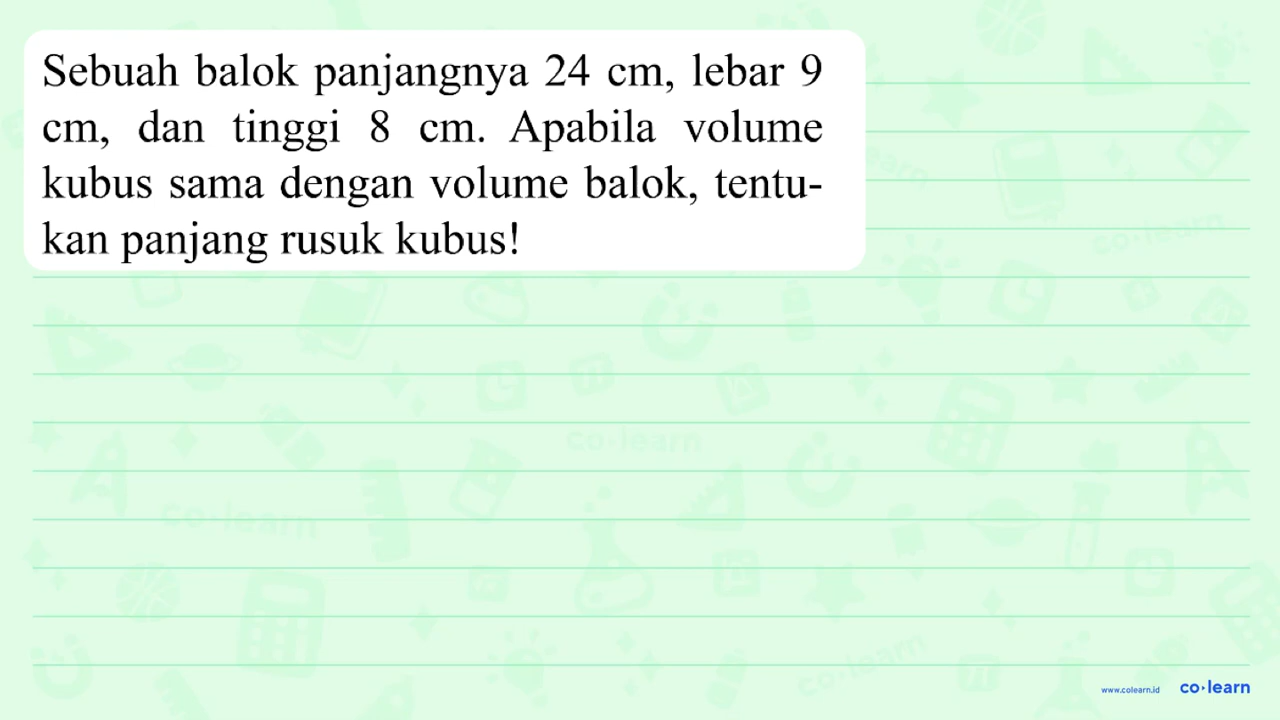 Sebuah balok panjangnya 24 cm, lebar 9
cm, dan tinggi 8 cm. Apabila volume
kubus sama dengan volume balok, tentu-
kan panjang rusuk kubus!
www.colearn.id co·learn